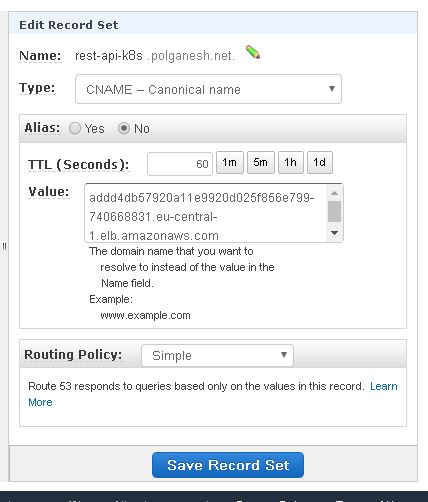 Edit Record Set
Name: rest-api-k8s .polganesh.net.
Type: CNAME – Canonical name
Alias: Yes No
TTL (Seconds): 60 1m 5m 1h 1d
Value: addd4db57920a11e9920d025f856e799-
740668831.eu-central-
1.elb.amazonaws.com
The domain name that you want to
resolve to instead of the value in the
Name field.
Example:
www.example.com
Routing Policy: Simple
Route 53 responds to queries based only on the values in this record. Learn
More
Save Record Set